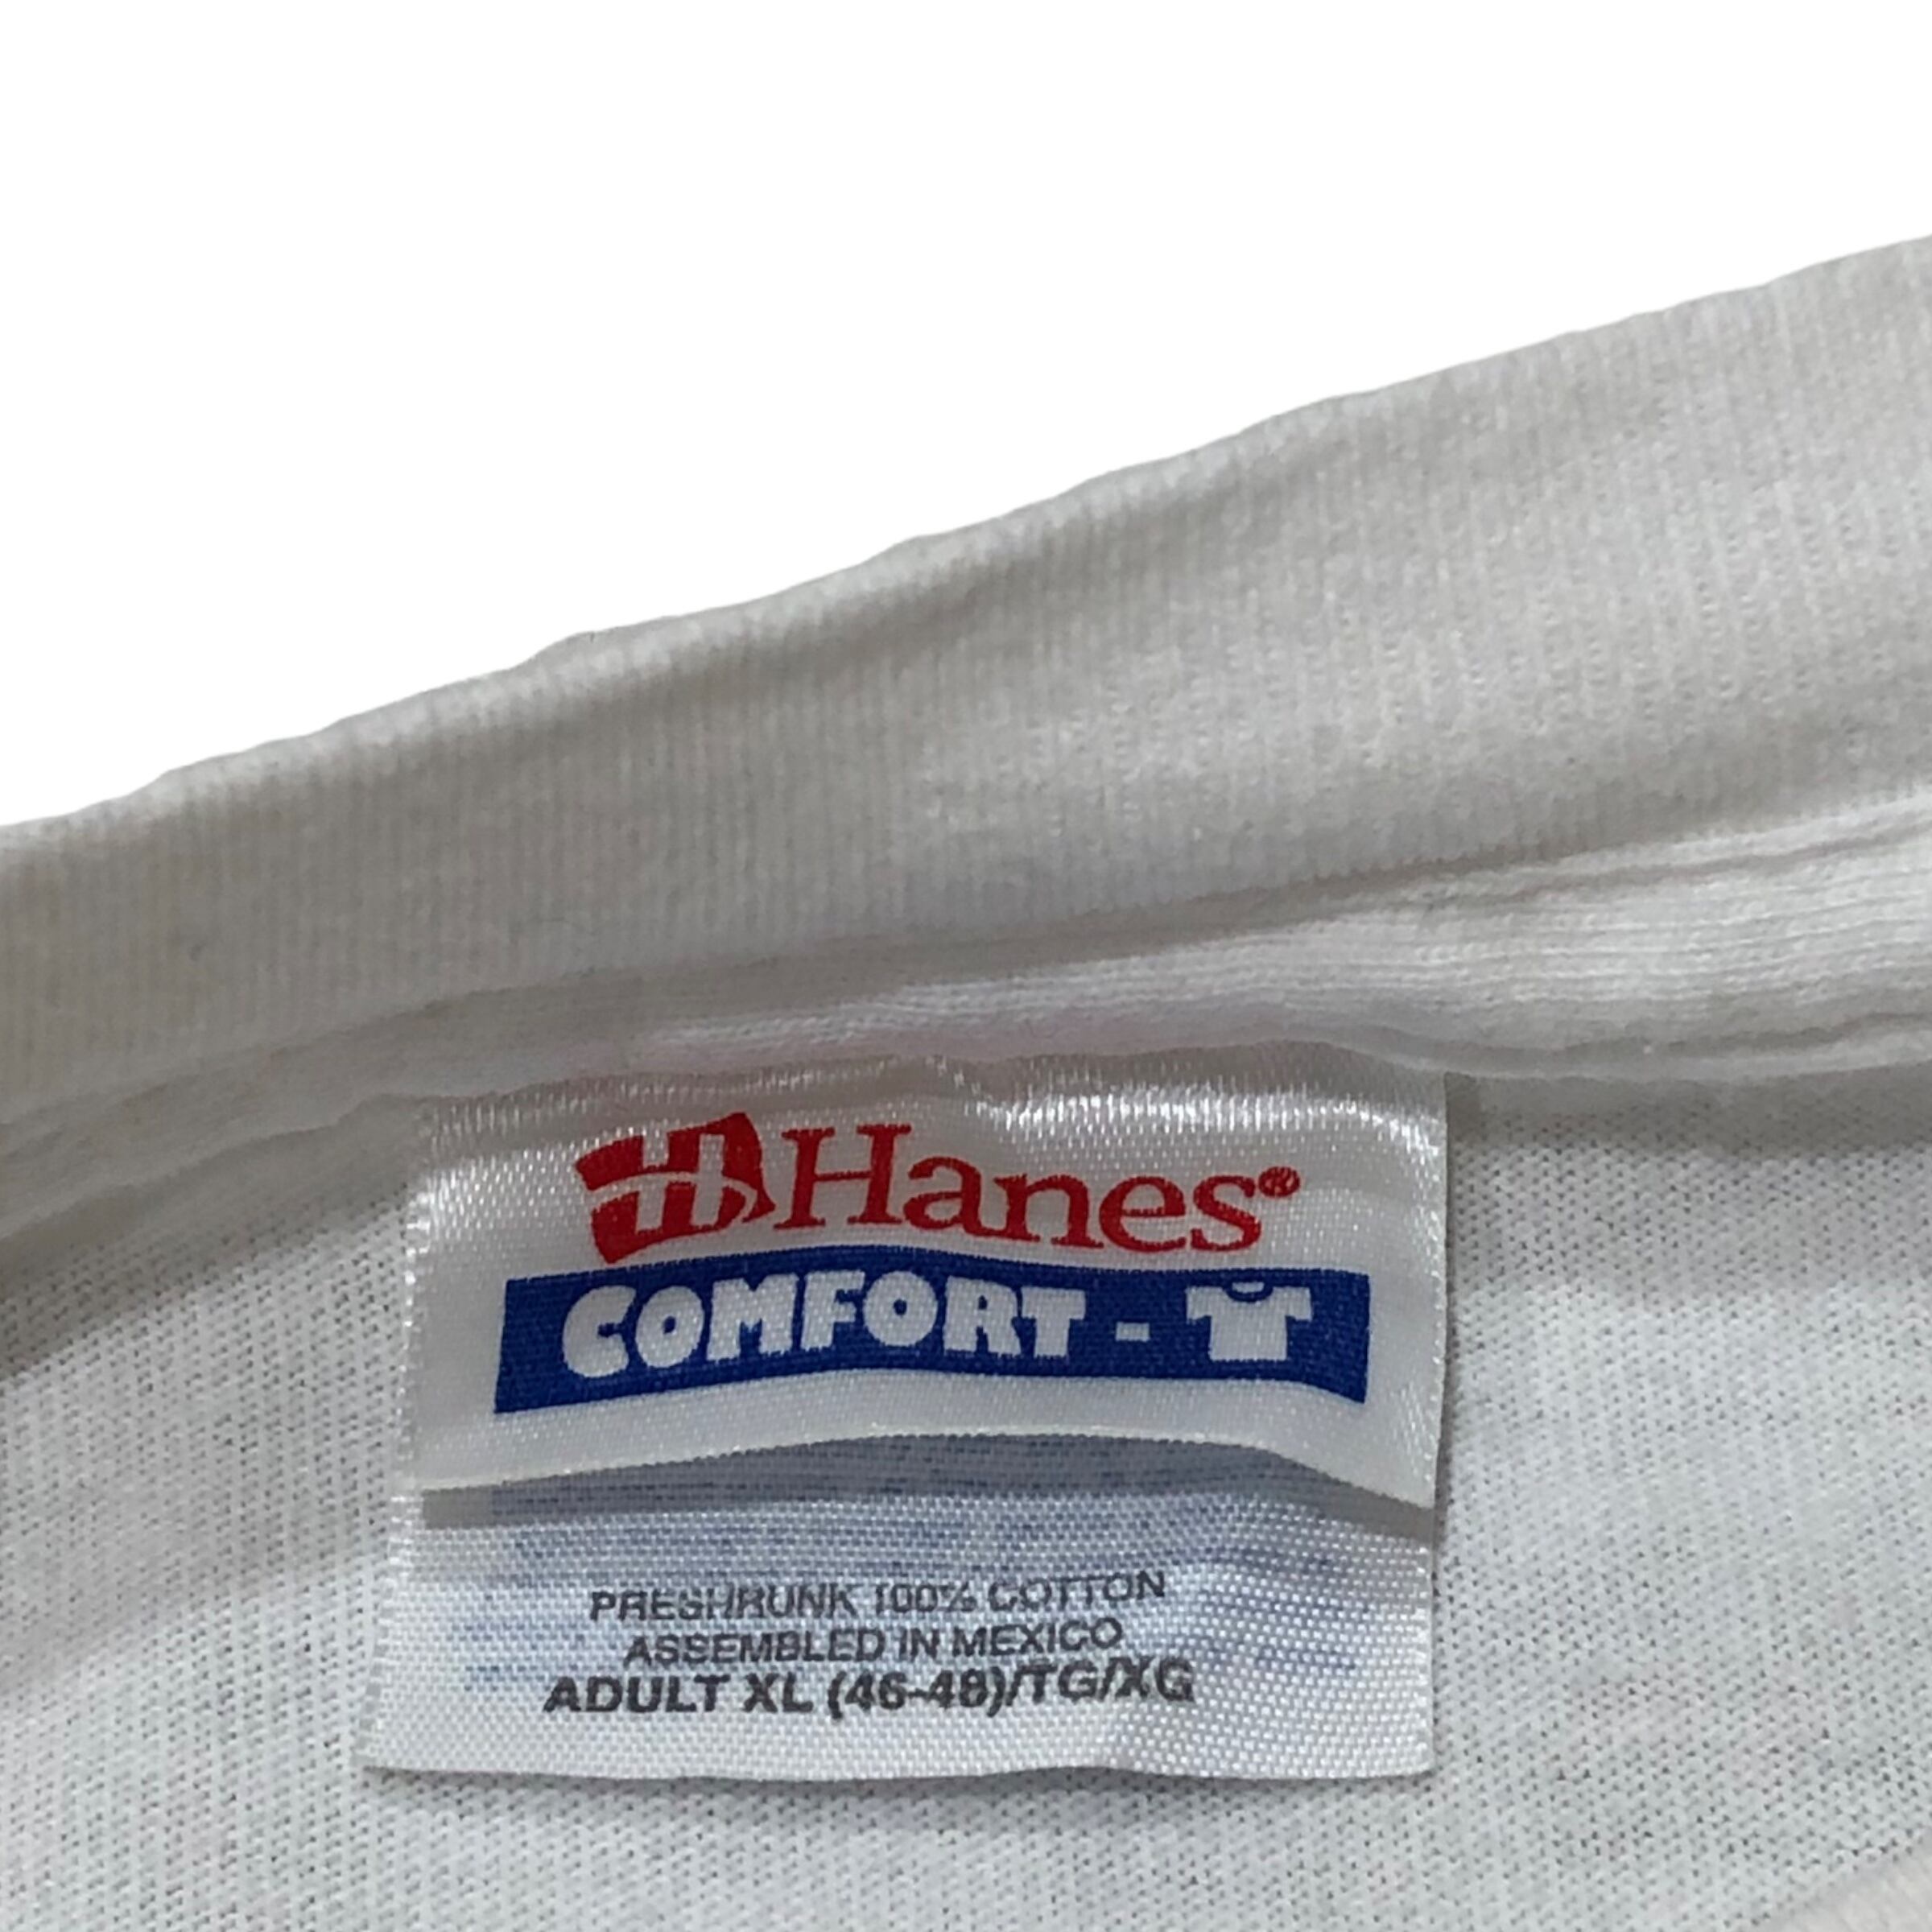 H Hanes®
COMFORT -
PRESHRUNK 100% COTTON
ASSEMBLED IN MEXICO
ADULT XL (46-48)/TG/XG